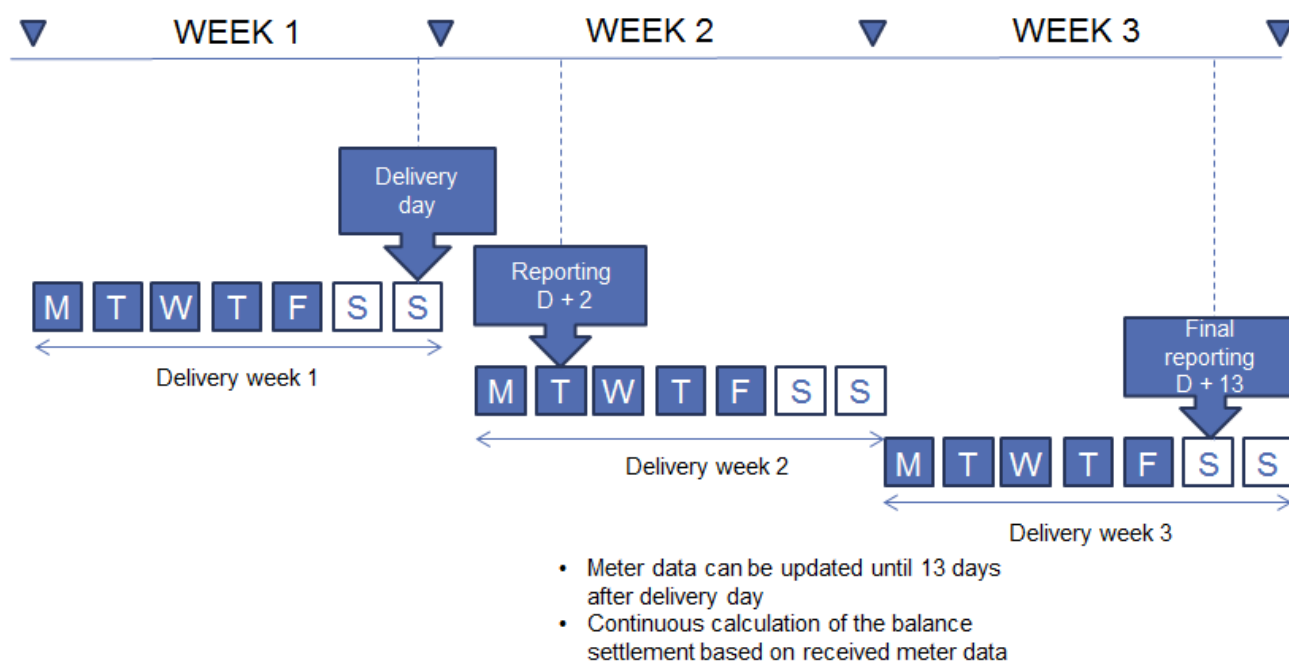 WEEK 1
WEEK 2
WEEK 3
Delivery
day
M T W T F S S
Delivery week 1
Reporting
D + 2
M T W T F S S
Delivery week 2
Final
reporting
D + 13
M T W T F S S
Delivery week 3
• Meter data can be updated until 13 days
after delivery day
• Continuous calculation of the balance
settlement based on received meter data